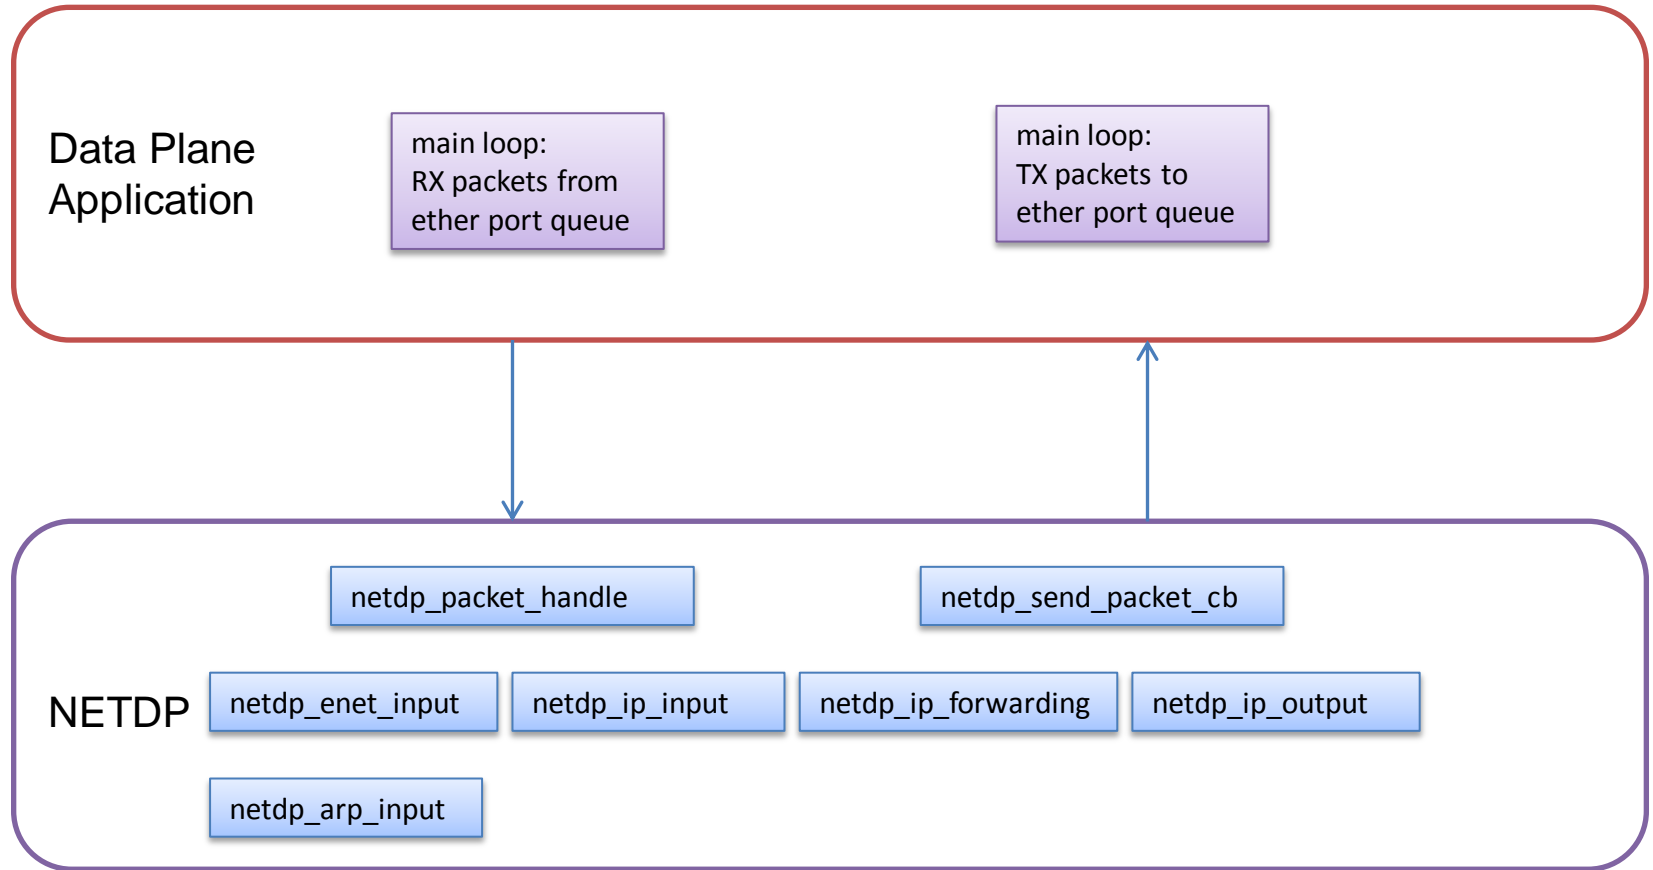 Data Plane
Application
main loop:
RX packets from
ether port queue
main loop:
TX packets to
ether port queue
netdp_packet_handle
netdp_send_packet_cb
NETDP
netdp_enet_input
netdp_ip_input
netdp_ip_forwarding
netdp_ip_output
netdp_arp_input